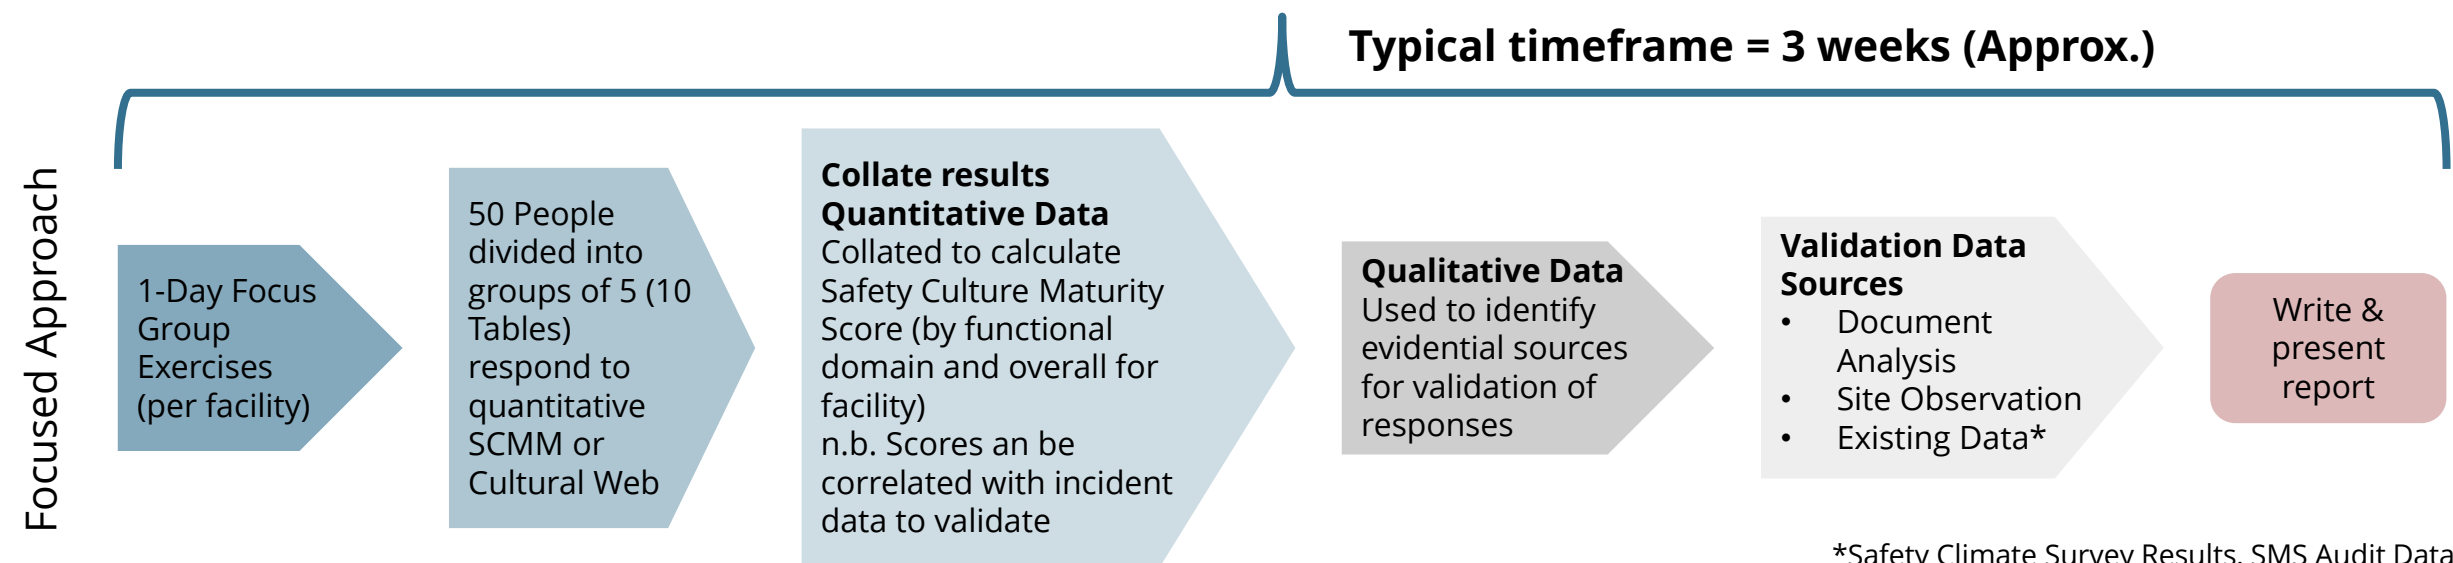 Typical timeframe = 3 weeks (Approx.)
Focused Approach
1-Day Focus
Group
Exercises
(per facility)
50 People
divided into
groups of 5 (10
Tables)
respond to
quantitative
SCMM or
Cultural Web
Collate results
Quantitative Data
Collated to calculate
Safety Culture Maturity
Score (by functional
domain and overall for
facility)
n.b. Scores an be
correlated with incident
data to validate
Qualitative Data
Used to identify
evidential sources
for validation of
responses
Validation Data
Sources
• Document
Analysis
• Site Observation
• Existing Data*
Write &
present
report
*Safety Climate Survey Results, SMS Audit Data